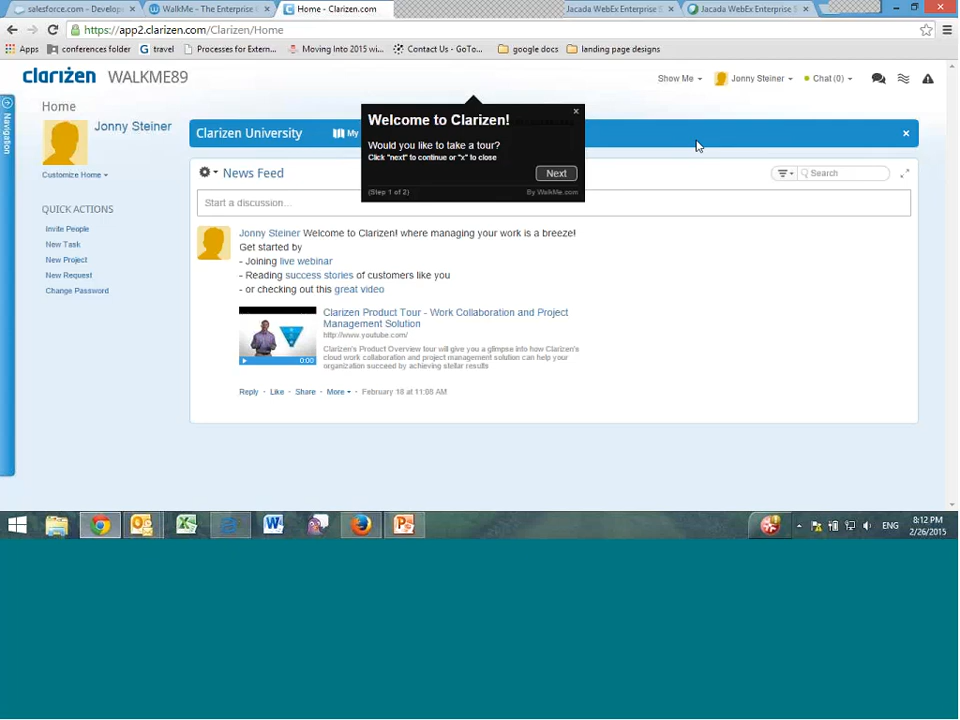 salesforce.com - Develop
WalkMe - The Enterprise
Home - Clarizen.com
Jacada WebEx Enterprise S
Jacada WebEx Enterprise S
https://app2.clarizen.com/Clarizen/Home
Apps
conferences folder
travel
Processes for Extern...
Moving Into 2015 wi...
Contact Us - GoTo...
google docs
landing page designs
clarizen WALKME89
Show Me
Jonny Steiner
Chat (0)
Navigation
Home
Jonny Steiner
Customize Home
QUICK ACTIONS
Invite People
New Task
New Project
New Request
Change Password
Clarizen University
My
Welcome to Clarizen!
Would you like to take a tour?
Click "next" to continue or "x" to close
Next
(Step 1 of 2)
By WalkMe.com
News Feed
Search
Start a discussion...
Jonny Steiner Welcome to Clarizen! where managing your work is a breeze!
Get started by
- Joining live webinar
- Reading success stories of customers like you
- or checking out this great video
0:00
Clarizen Product Tour - Work Collaboration and Project
Management Solution
http://www.youtube.com/
Clarizen's Product Overview tour will give you a glimpse into how Clarizen's
cloud work collaboration and project management solution can help your
organization succeed by achieving stellar results
Reply · Like · Share · More · February 18 at 11:08 AM
ENG
8:12 PM
2/26/2015